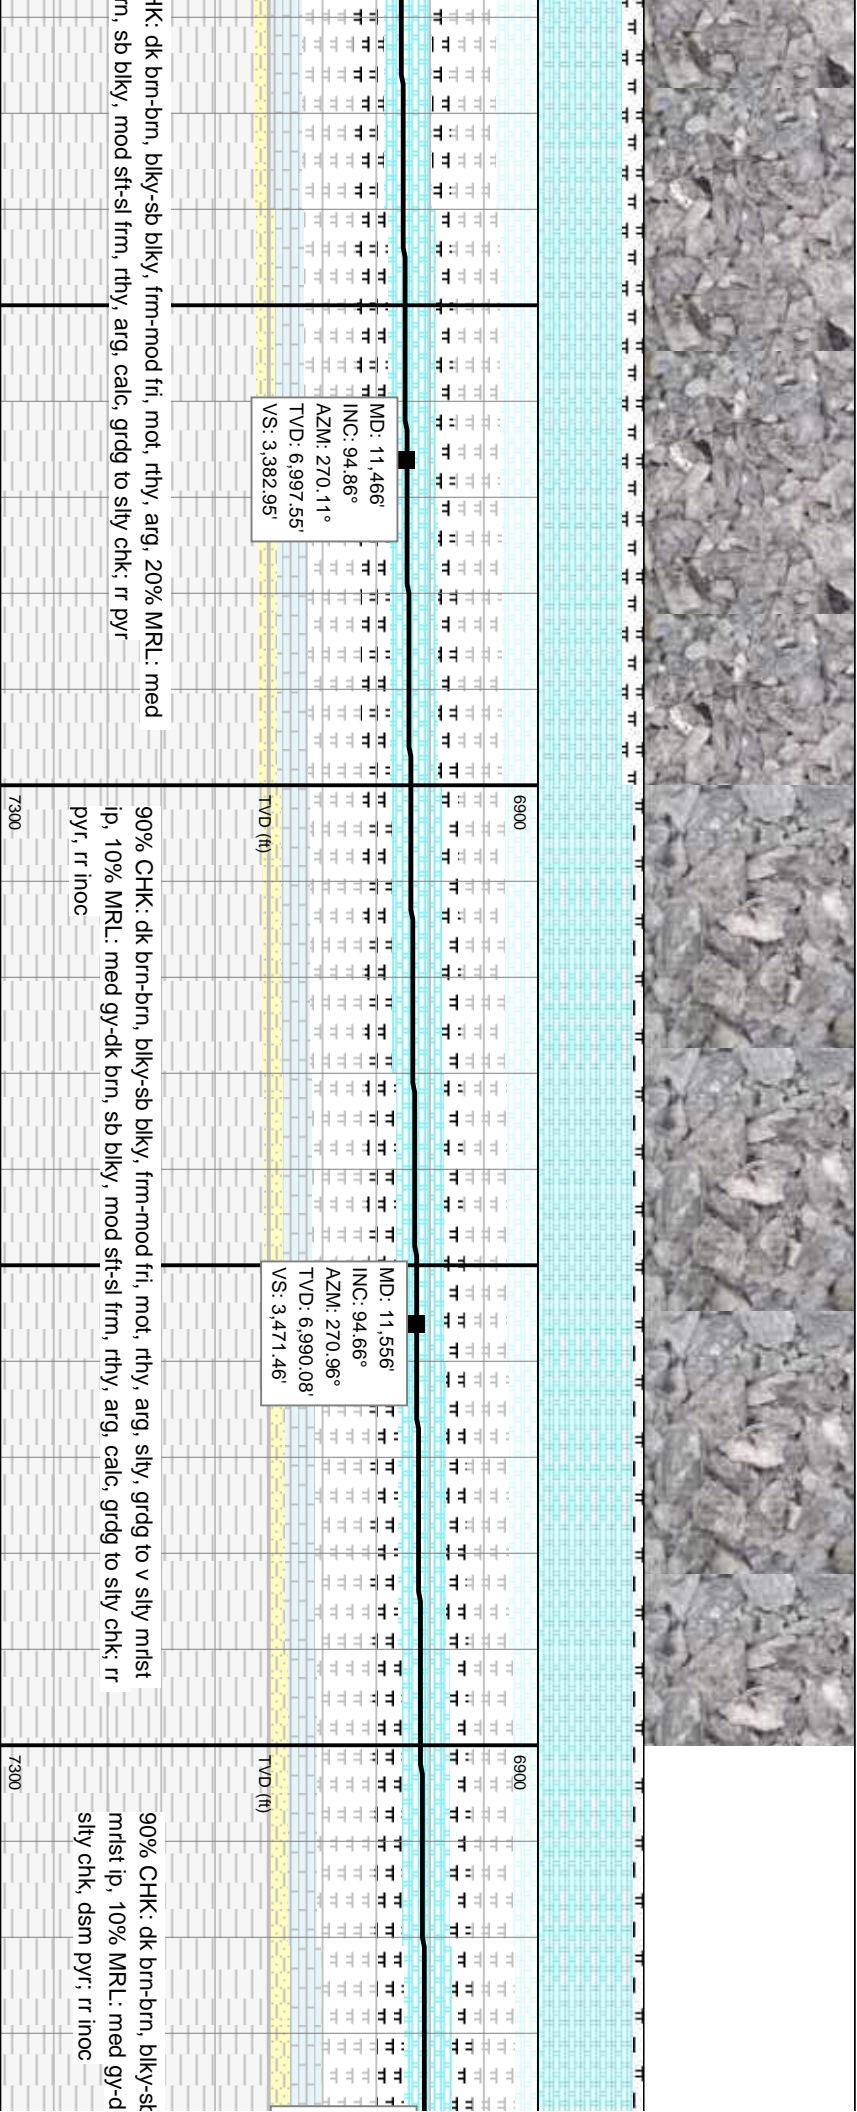 HK: dk brn-brn, blky-sb blky, frm-mod fri, mot, rthy, arg, 20% MRL: med
rn, sb blky, mod sft-sl frm, rthy, arg, calc, grdg to slty chk; rr pyr
MD: 11,466'
INC: 94.86°
AZM: 270.11°
TVD: 6,997.55'
VS: 3,382.95'
6900
TVD (ft)
7300
90% CHK: dk brn-brn, blky-sb blky, frm-mod fri, mot, rthy, arg, slty, grdg to v slty mrlst
ip, 10% MRL: med gy-dk brn, sb blky, mod sft-sl frm, rthy, arg, calc, grdg to slty chk; rr
pyr, rr inoc
MD: 11,556'
INC: 94.66°
AZM: 270.96°
TVD: 6,990.08'
VS: 3,471.46'
6900
TVD (ft)
7300
90% CHK: dk brn-brn, blky-sb
mrlst ip, 10% MRL: med gy-d
slty chk, dsm pyr; rr inoc